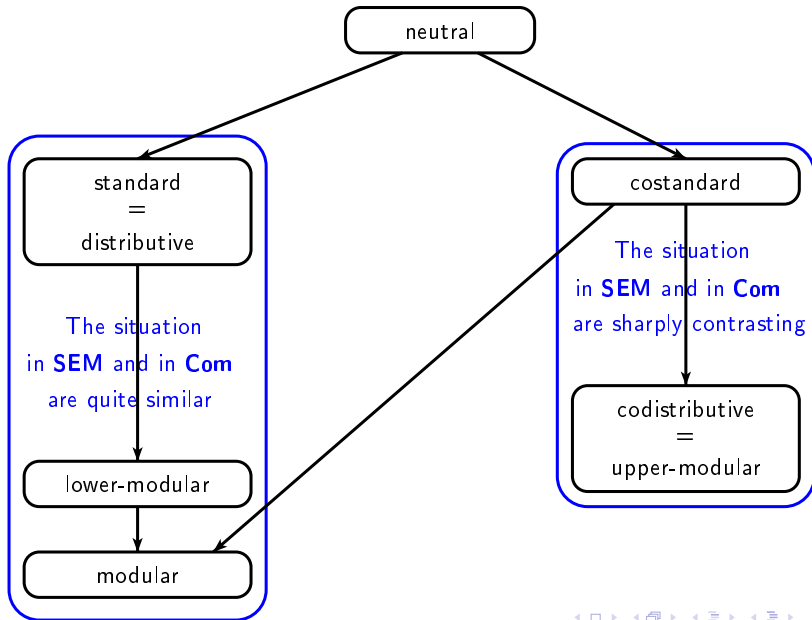 neutral
standard
=
distributive
The situation
in SEM and in Com
are quite similar
lower-modular
modular
costandard
The situation
in SEM and in Com
are sharply contrasting
codistributive
=
upper-modular